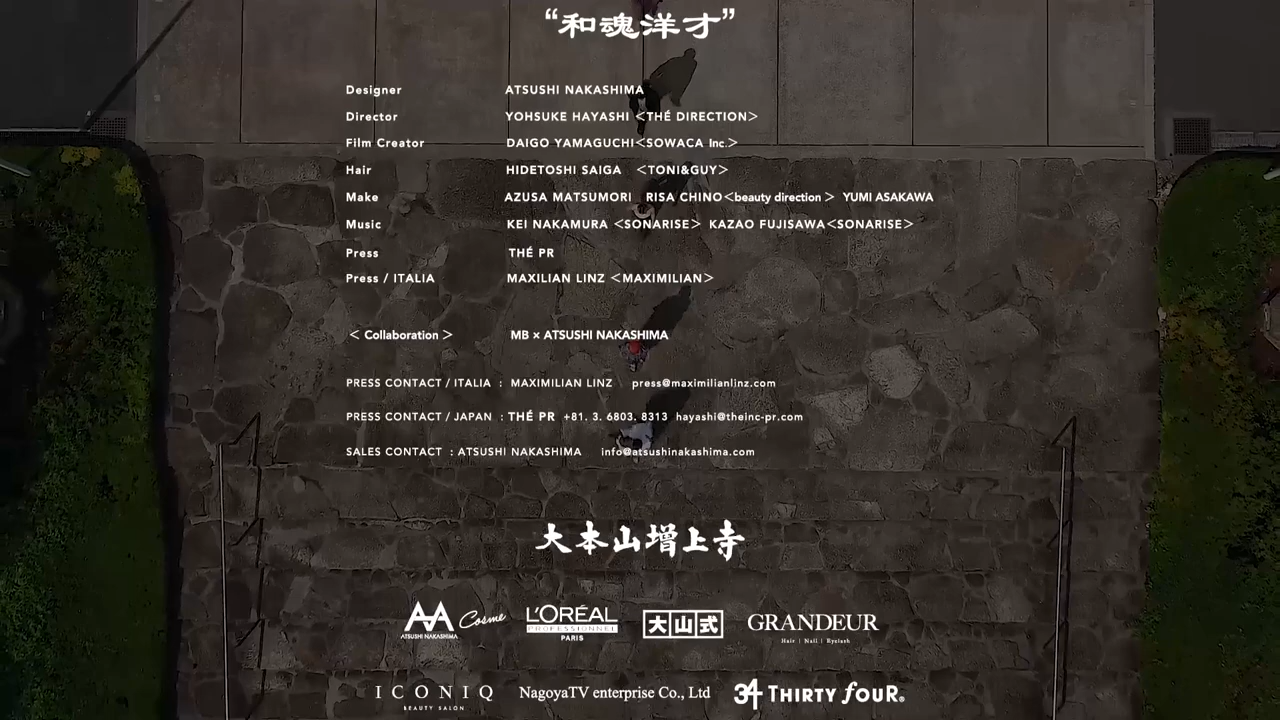 “和魂洋才”
Designer ATSUSHI NAKASHIMA
Director YOHSUKE HAYASHI <THÉ DIRECTION>
Film Creator DAIGO YAMAGUCHI<SOWACA Inc.>
Hair HIDETOSHI SAIGA <TONI&GUY>
Make AZUSA MATSUMORI RISA CHINO<beauty direction > YUMI ASAKAWA
Music KEI NAKAMURA <SONARISE> KAZAO FUJISAWA<SONARISE>
Press THÉ PR
Press / ITALIA MAXILIAN LINZ <MAXIMILIAN>
< Collaboration > MB × ATSUSHI NAKASHIMA
PRESS CONTACT / ITALIA : MAXIMILIAN LINZ press@maximilianlinz.com
PRESS CONTACT / JAPAN : THÉ PR +81. 3. 6803. 8313 hayashi@theinc-pr.com
SALES CONTACT : ATSUSHI NAKASHIMA info@atsushinakashima.com
大本山增上寺
ATSUSHI NAKASHIMA Cosme L'ORÉAL PROFESSIONNEL PARIS 大山式 GRANDEUR Hair | Nail | Eyelash
ICONIQ BEAUTY SALON NagoyaTV enterprise Co., Ltd 34 THIRTY fOUR®